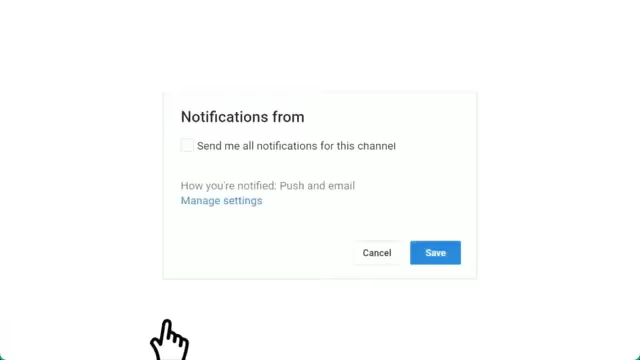 Notifications from
Send me all notifications for this channel
How you're notified: Push and email
Manage settings
Cancel
Save